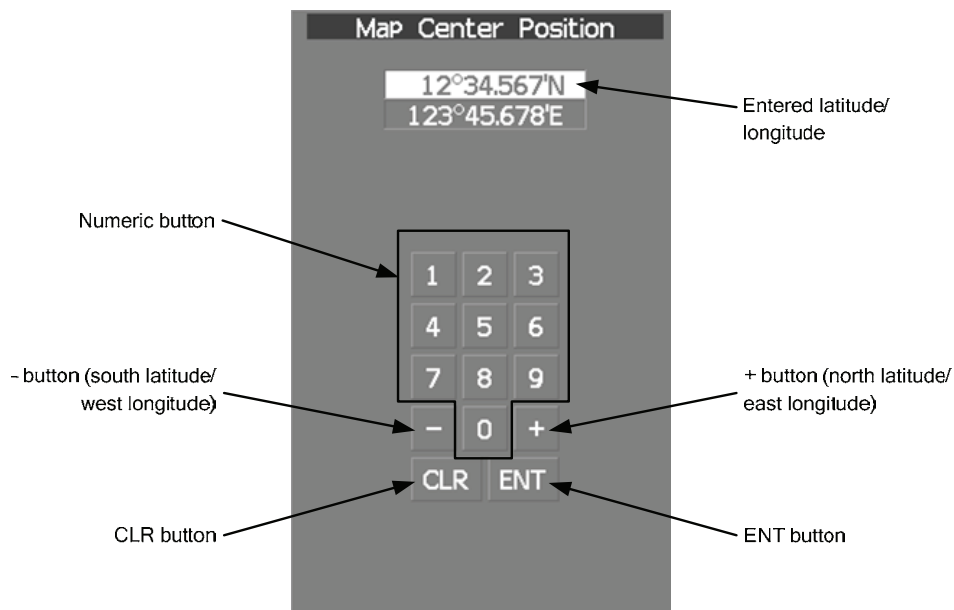 Map Center Position
12°34.567'N
123°45.678'E
Entered latitude/
longitude
Numeric button
1 2 3
4 5 6
7 8 9
– button (south latitude/
west longitude)
+ button (north latitude/
east longitude)
– 0 +
CLR ENT
CLR button
ENT button